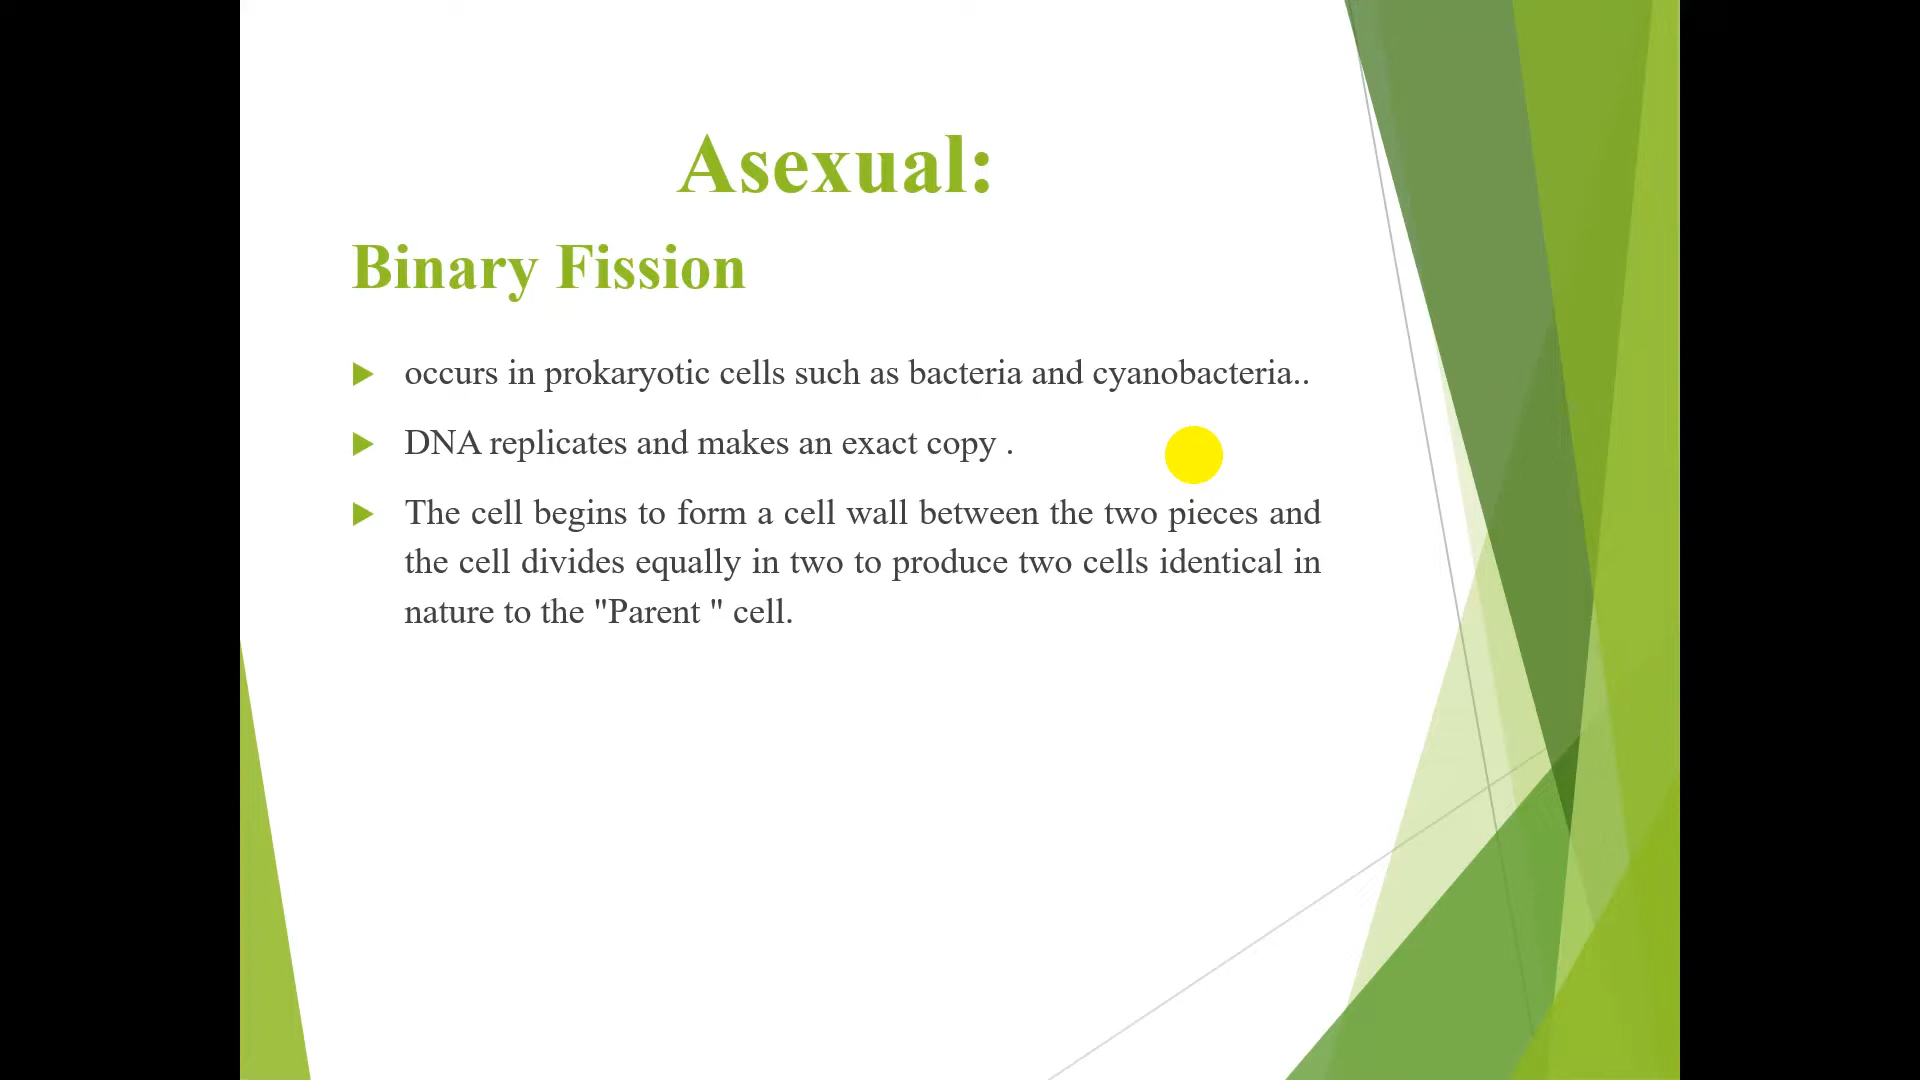 Asexual:
Binary Fission
occurs in prokaryotic cells such as bacteria and cyanobacteria..
DNA replicates and makes an exact copy .
The cell begins to form a cell wall between the two pieces and
the cell divides equally in two to produce two cells identical in
nature to the "Parent " cell.